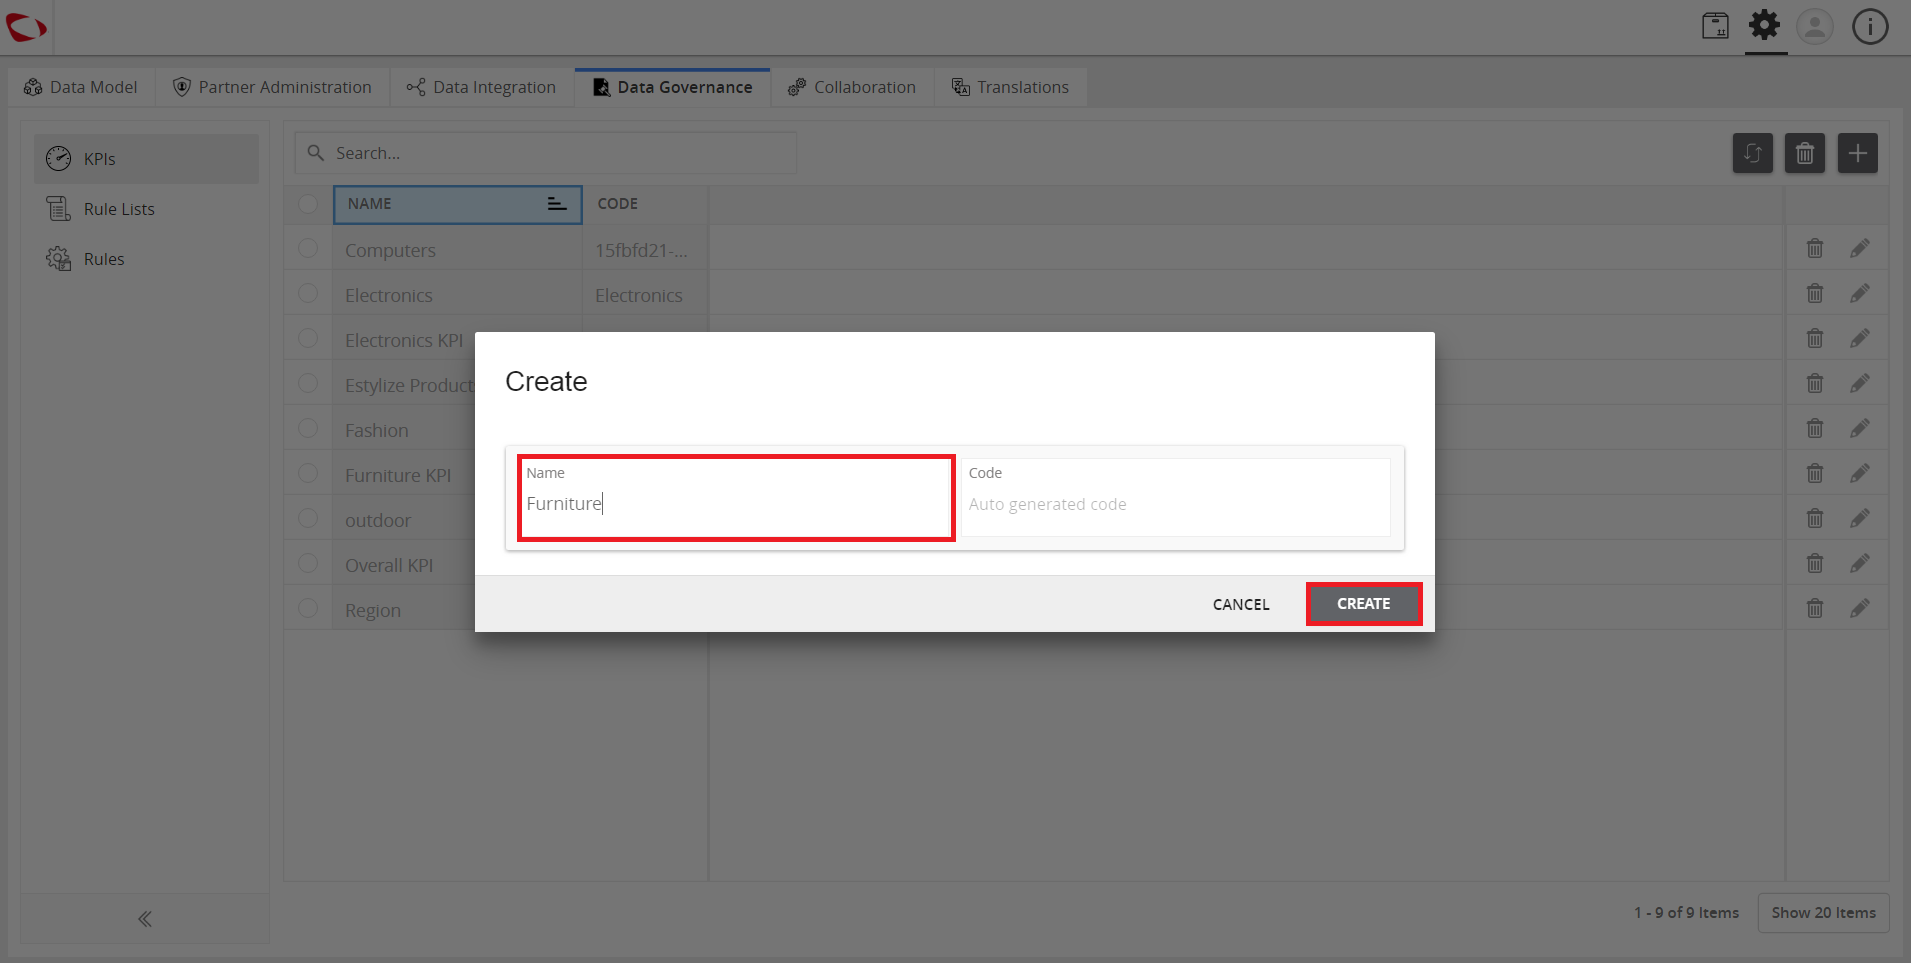 Data Model
Partner Administration
Data Integration
Data Governance
Collaboration
Translations
KPIs
Rule Lists
Rules
Search...
NAME
CODE
Computers
15fbfd21-...
Electronics
Electronics
Electronics KPI
Estylize Product
Fashion
Furniture KPI
outdoor
Overall KPI
Region
Create
Name
Furniture
Code
Auto generated code
CANCEL
CREATE
1 - 9 of 9 Items
Show 20 Items